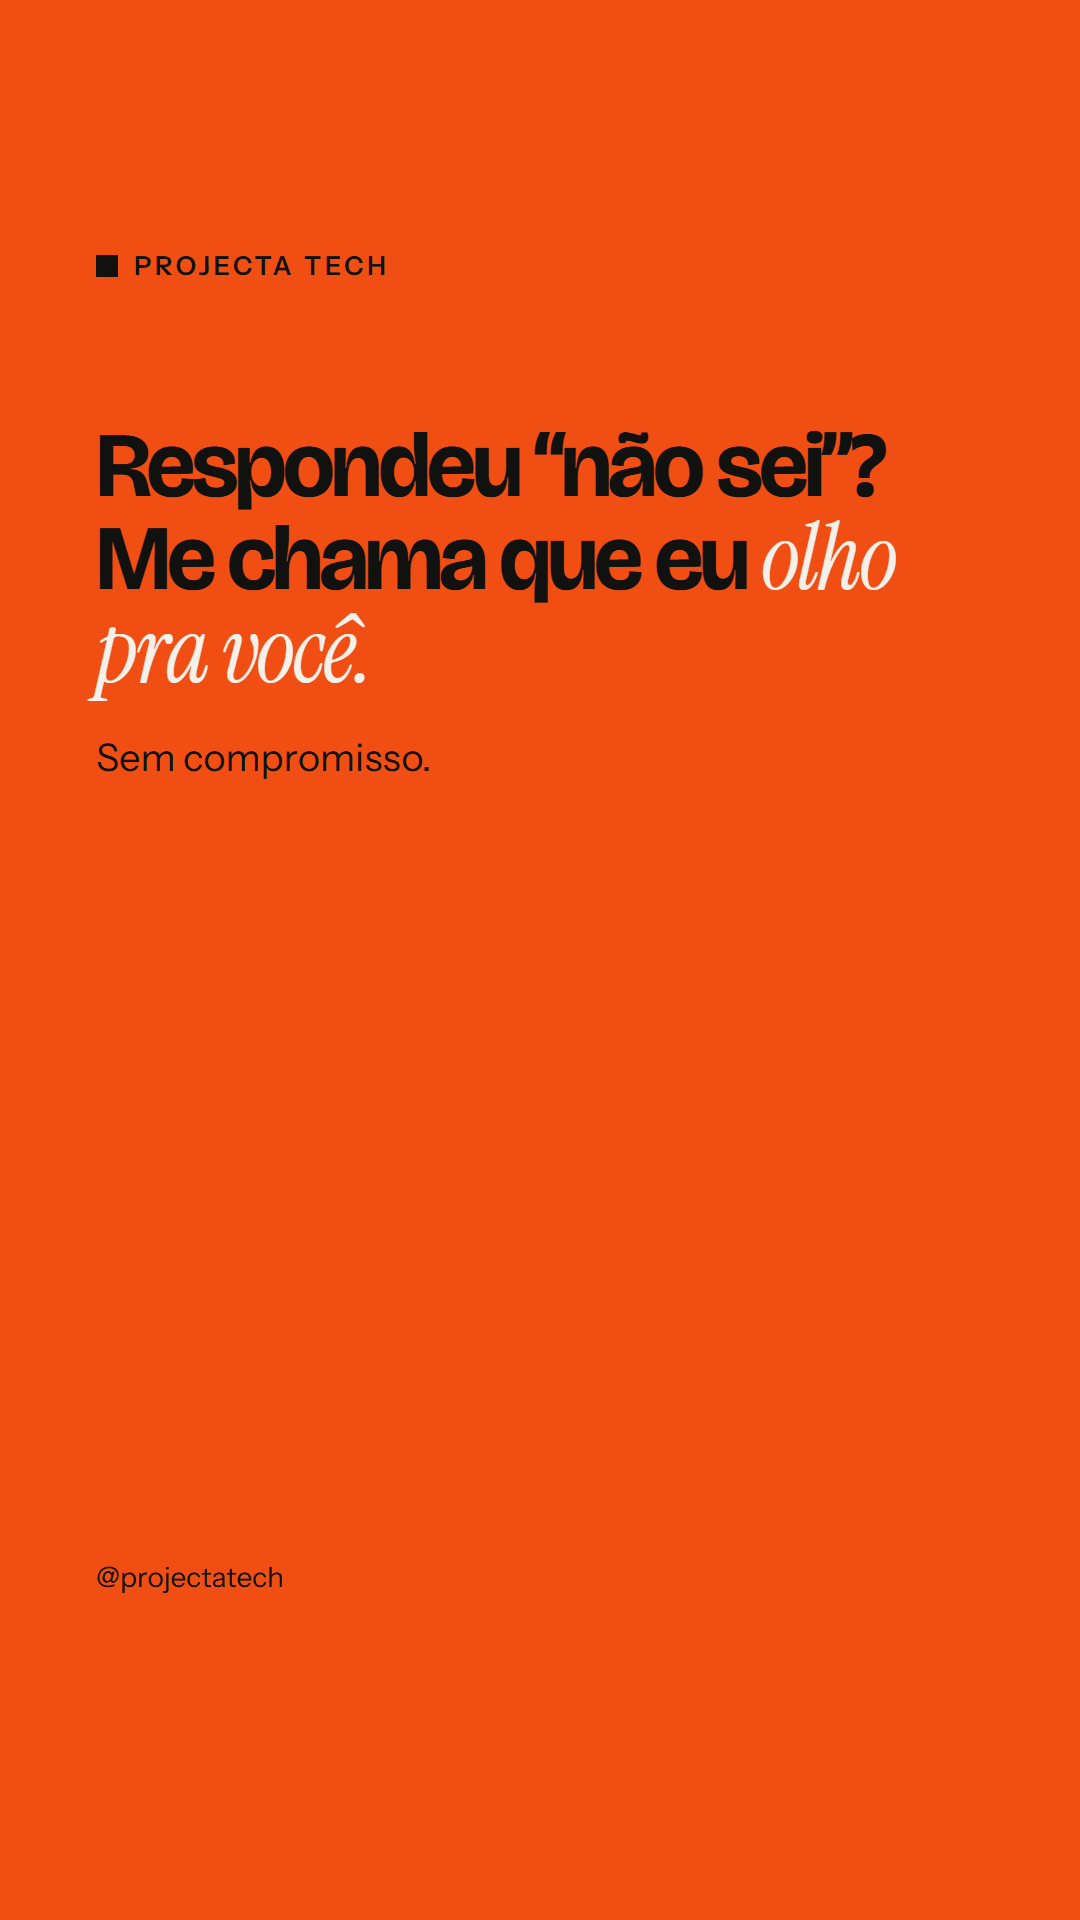 PROJECTA TECH
Respondeu “não sei”?
Me chama que eu olho
pra você.
Sem compromisso.
@projectatech